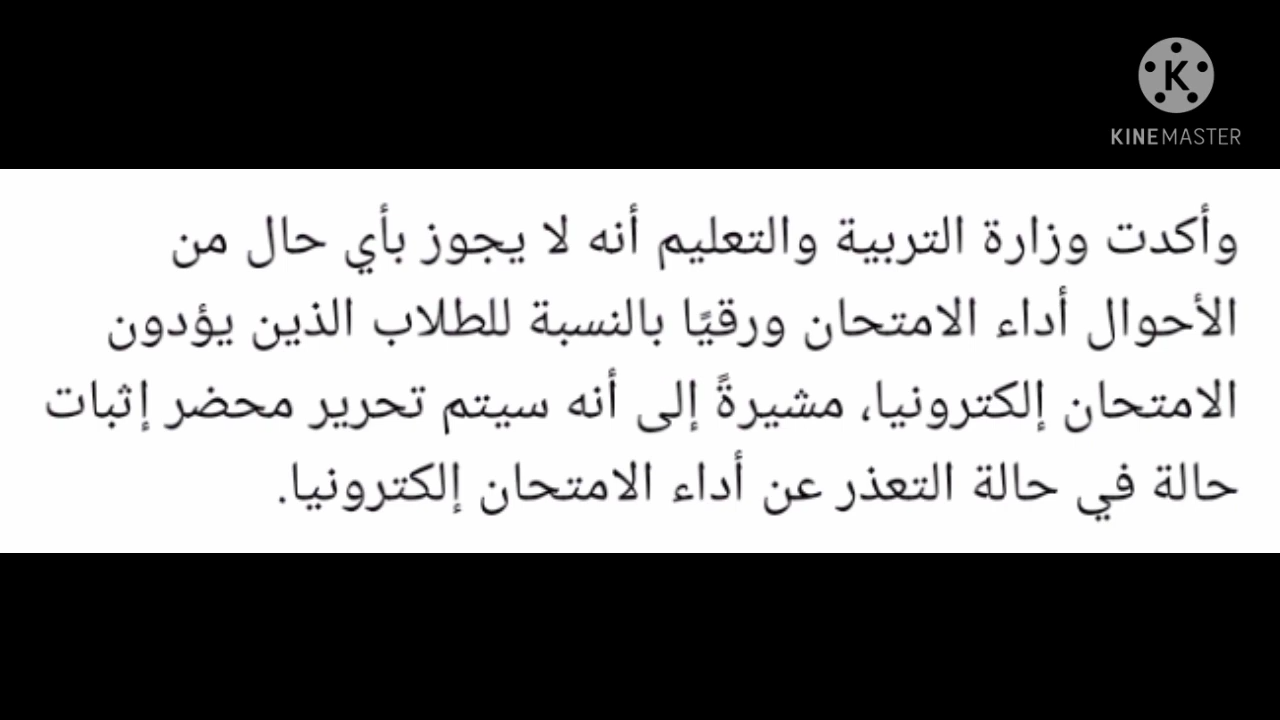 KINEMASTER
وأكدت وزارة التربية والتعليم أنه لا يجوز بأي حال من
الأحوال أداء الامتحان ورقيًا بالنسبة للطلاب الذين يؤدون
الامتحان إلكترونيا، مشيرةً إلى أنه سيتم تحرير محضر إثبات
حالة في حالة التعذر عن أداء الامتحان إلكترونيا.